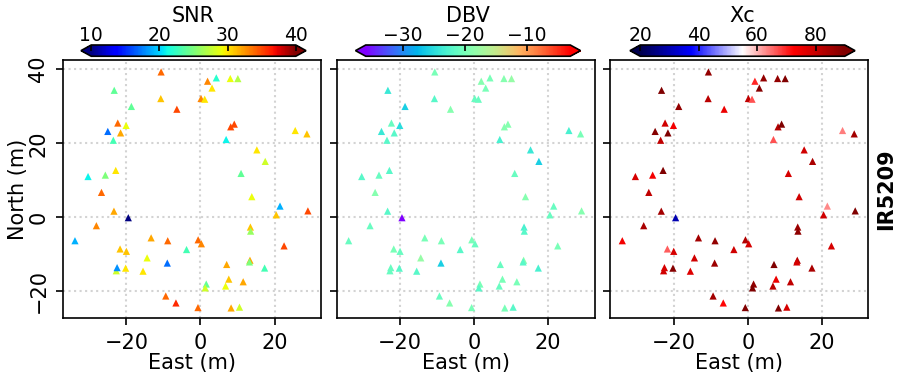 SNR DBV Xc
10 20 30 40 −30 −20 −10 20 40 60 80
North (m)
40
20
0
−20
IR5209
−20 0 20 −20 0 20 −20 0 20
East (m) East (m) East (m)